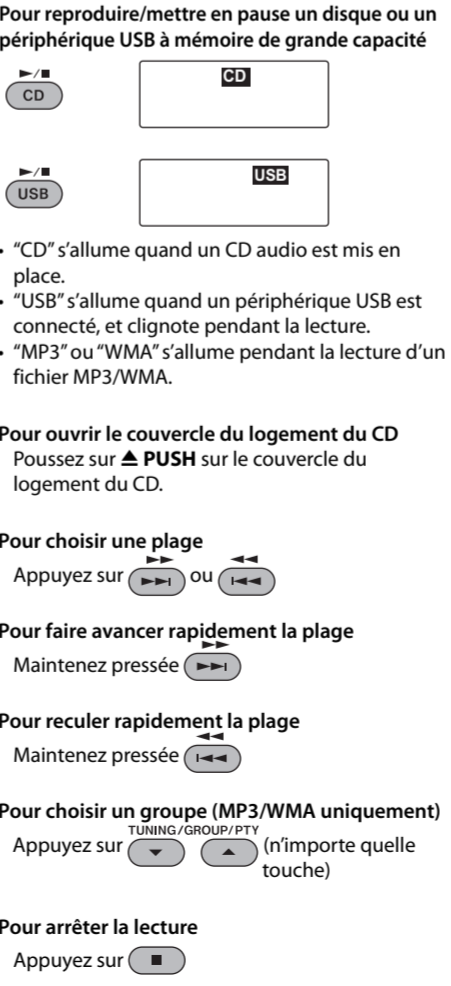 Pour reproduire/mettre en pause un disque ou un
périphérique USB à mémoire de grande capacité
►/■
CD
CD
►/■
USB
USB
• “CD” s’allume quand un CD audio est mis en
place.
• “USB” s’allume quand un périphérique USB est
connecté, et clignote pendant la lecture.
• “MP3” ou “WMA” s’allume pendant la lecture d’un
fichier MP3/WMA.
Pour ouvrir le couvercle du logement du CD
Poussez sur ⏏ PUSH sur le couvercle du
logement du CD.
Pour choisir une plage
Appuyez sur ou
Pour faire avancer rapidement la plage
Maintenez pressée
Pour reculer rapidement la plage
Maintenez pressée
Pour choisir un groupe (MP3/WMA uniquement)
TUNING/GROUP/PTY
Appuyez sur (n’importe quelle
touche)
Pour arrêter la lecture
Appuyez sur